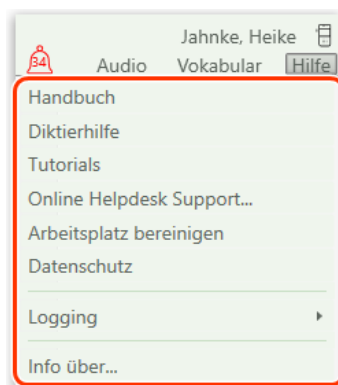 Jahnke, Heike
34 Audio Vokabular Hilfe
Handbuch
Diktierhilfe
Tutorials
Online Helpdesk Support...
Arbeitsplatz bereinigen
Datenschutz
Logging
Info über...